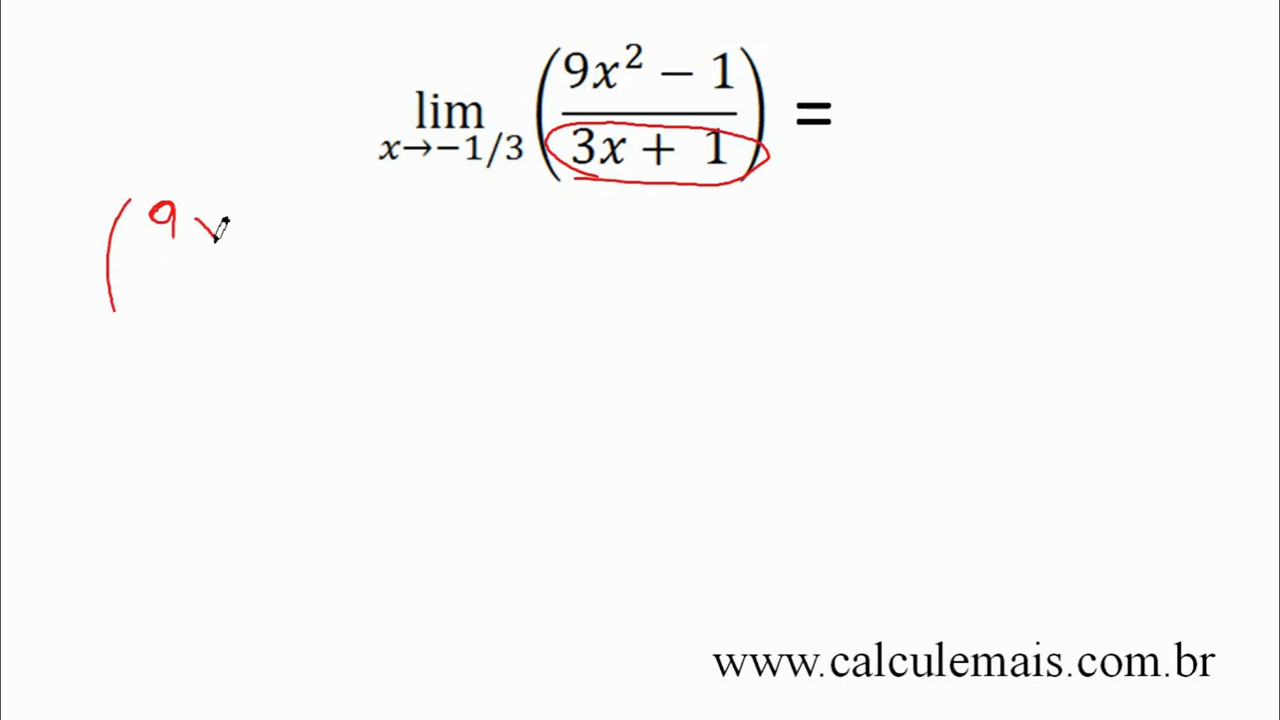 lim x→−1/3 ((9x² − 1)/(3x + 1)) =
(9
www.calculemais.com.br